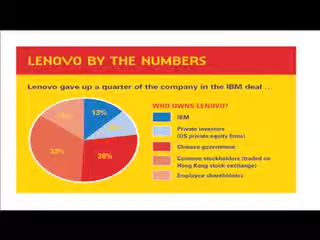 LENOVO BY THE NUMBERS
Lenovo gave up a quarter of the company in the IBM deal ...
WHO OWNS LENOVO?
13%
IBM
Private investors
(US private equity firms)
28%
Chinese government
33%
Common stockholders (traded on
Hong Kong stock exchange)
Employee shareholders